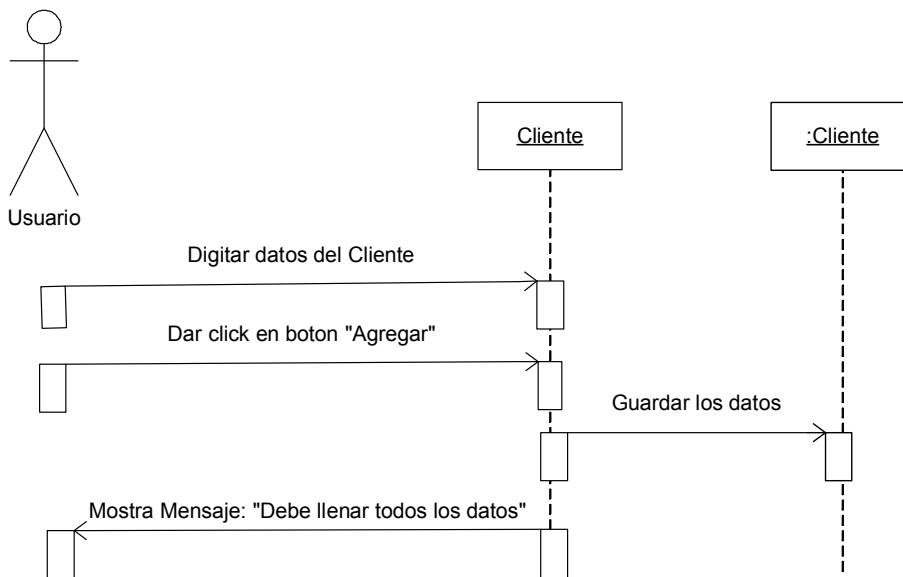 Cliente
:Cliente
Usuario
Digitar datos del Cliente
Dar click en boton "Agregar"
Guardar los datos
Mostra Mensaje: "Debe llenar todos los datos"